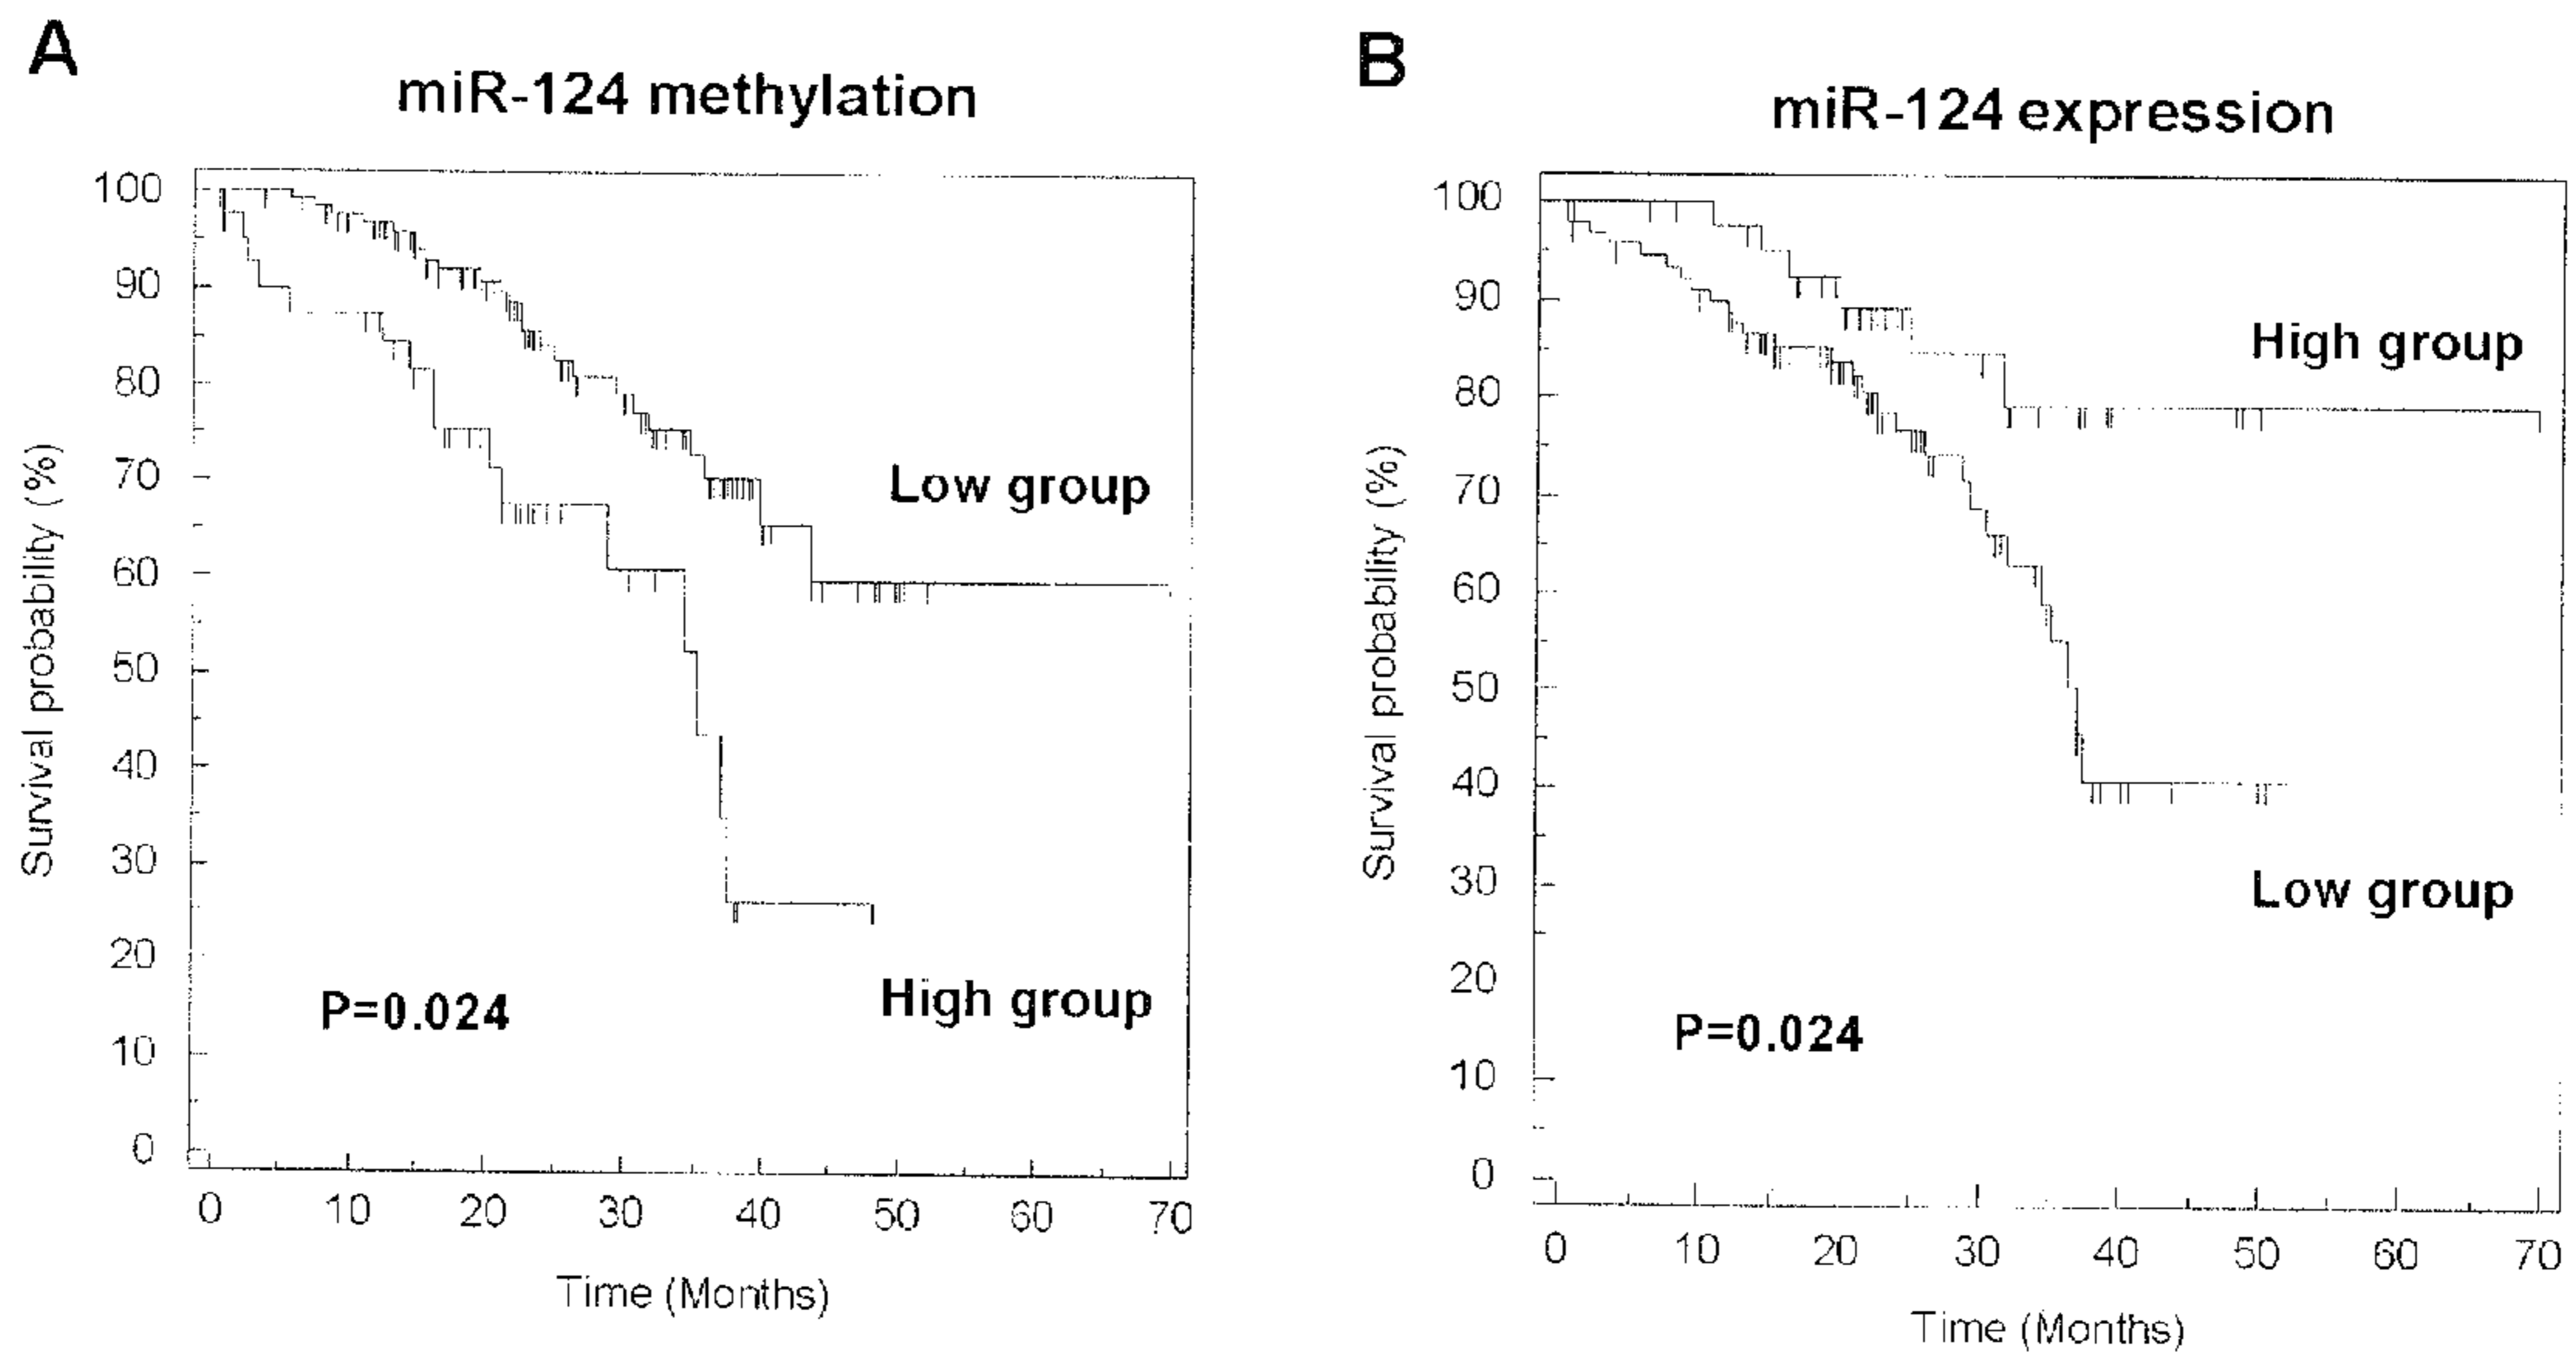 A
miR-124 methylation
Survival probability (%)
100
90
80
70
60
50
40
30
20
10
0
Low group
High group
P=0.024
0 10 20 30 40 50 60 70
Time (Months)
B
miR-124 expression
Survival probability (%)
100
90
80
70
60
50
40
30
20
10
0
High group
Low group
P=0.024
0 10 20 30 40 50 60 70
Time (Months)